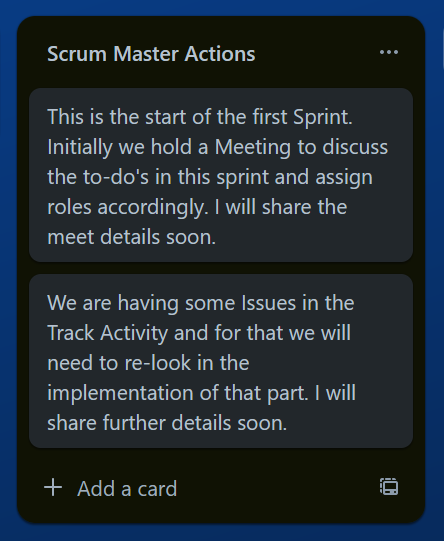 Scrum Master Actions
This is the start of the first Sprint.
Initially we hold a Meeting to discuss
the to-do's in this sprint and assign
roles accordingly. I will share the
meet details soon.
We are having some Issues in the
Track Activity and for that we will
need to re-look in the
implementation of that part. I will
share further details soon.
Add a card